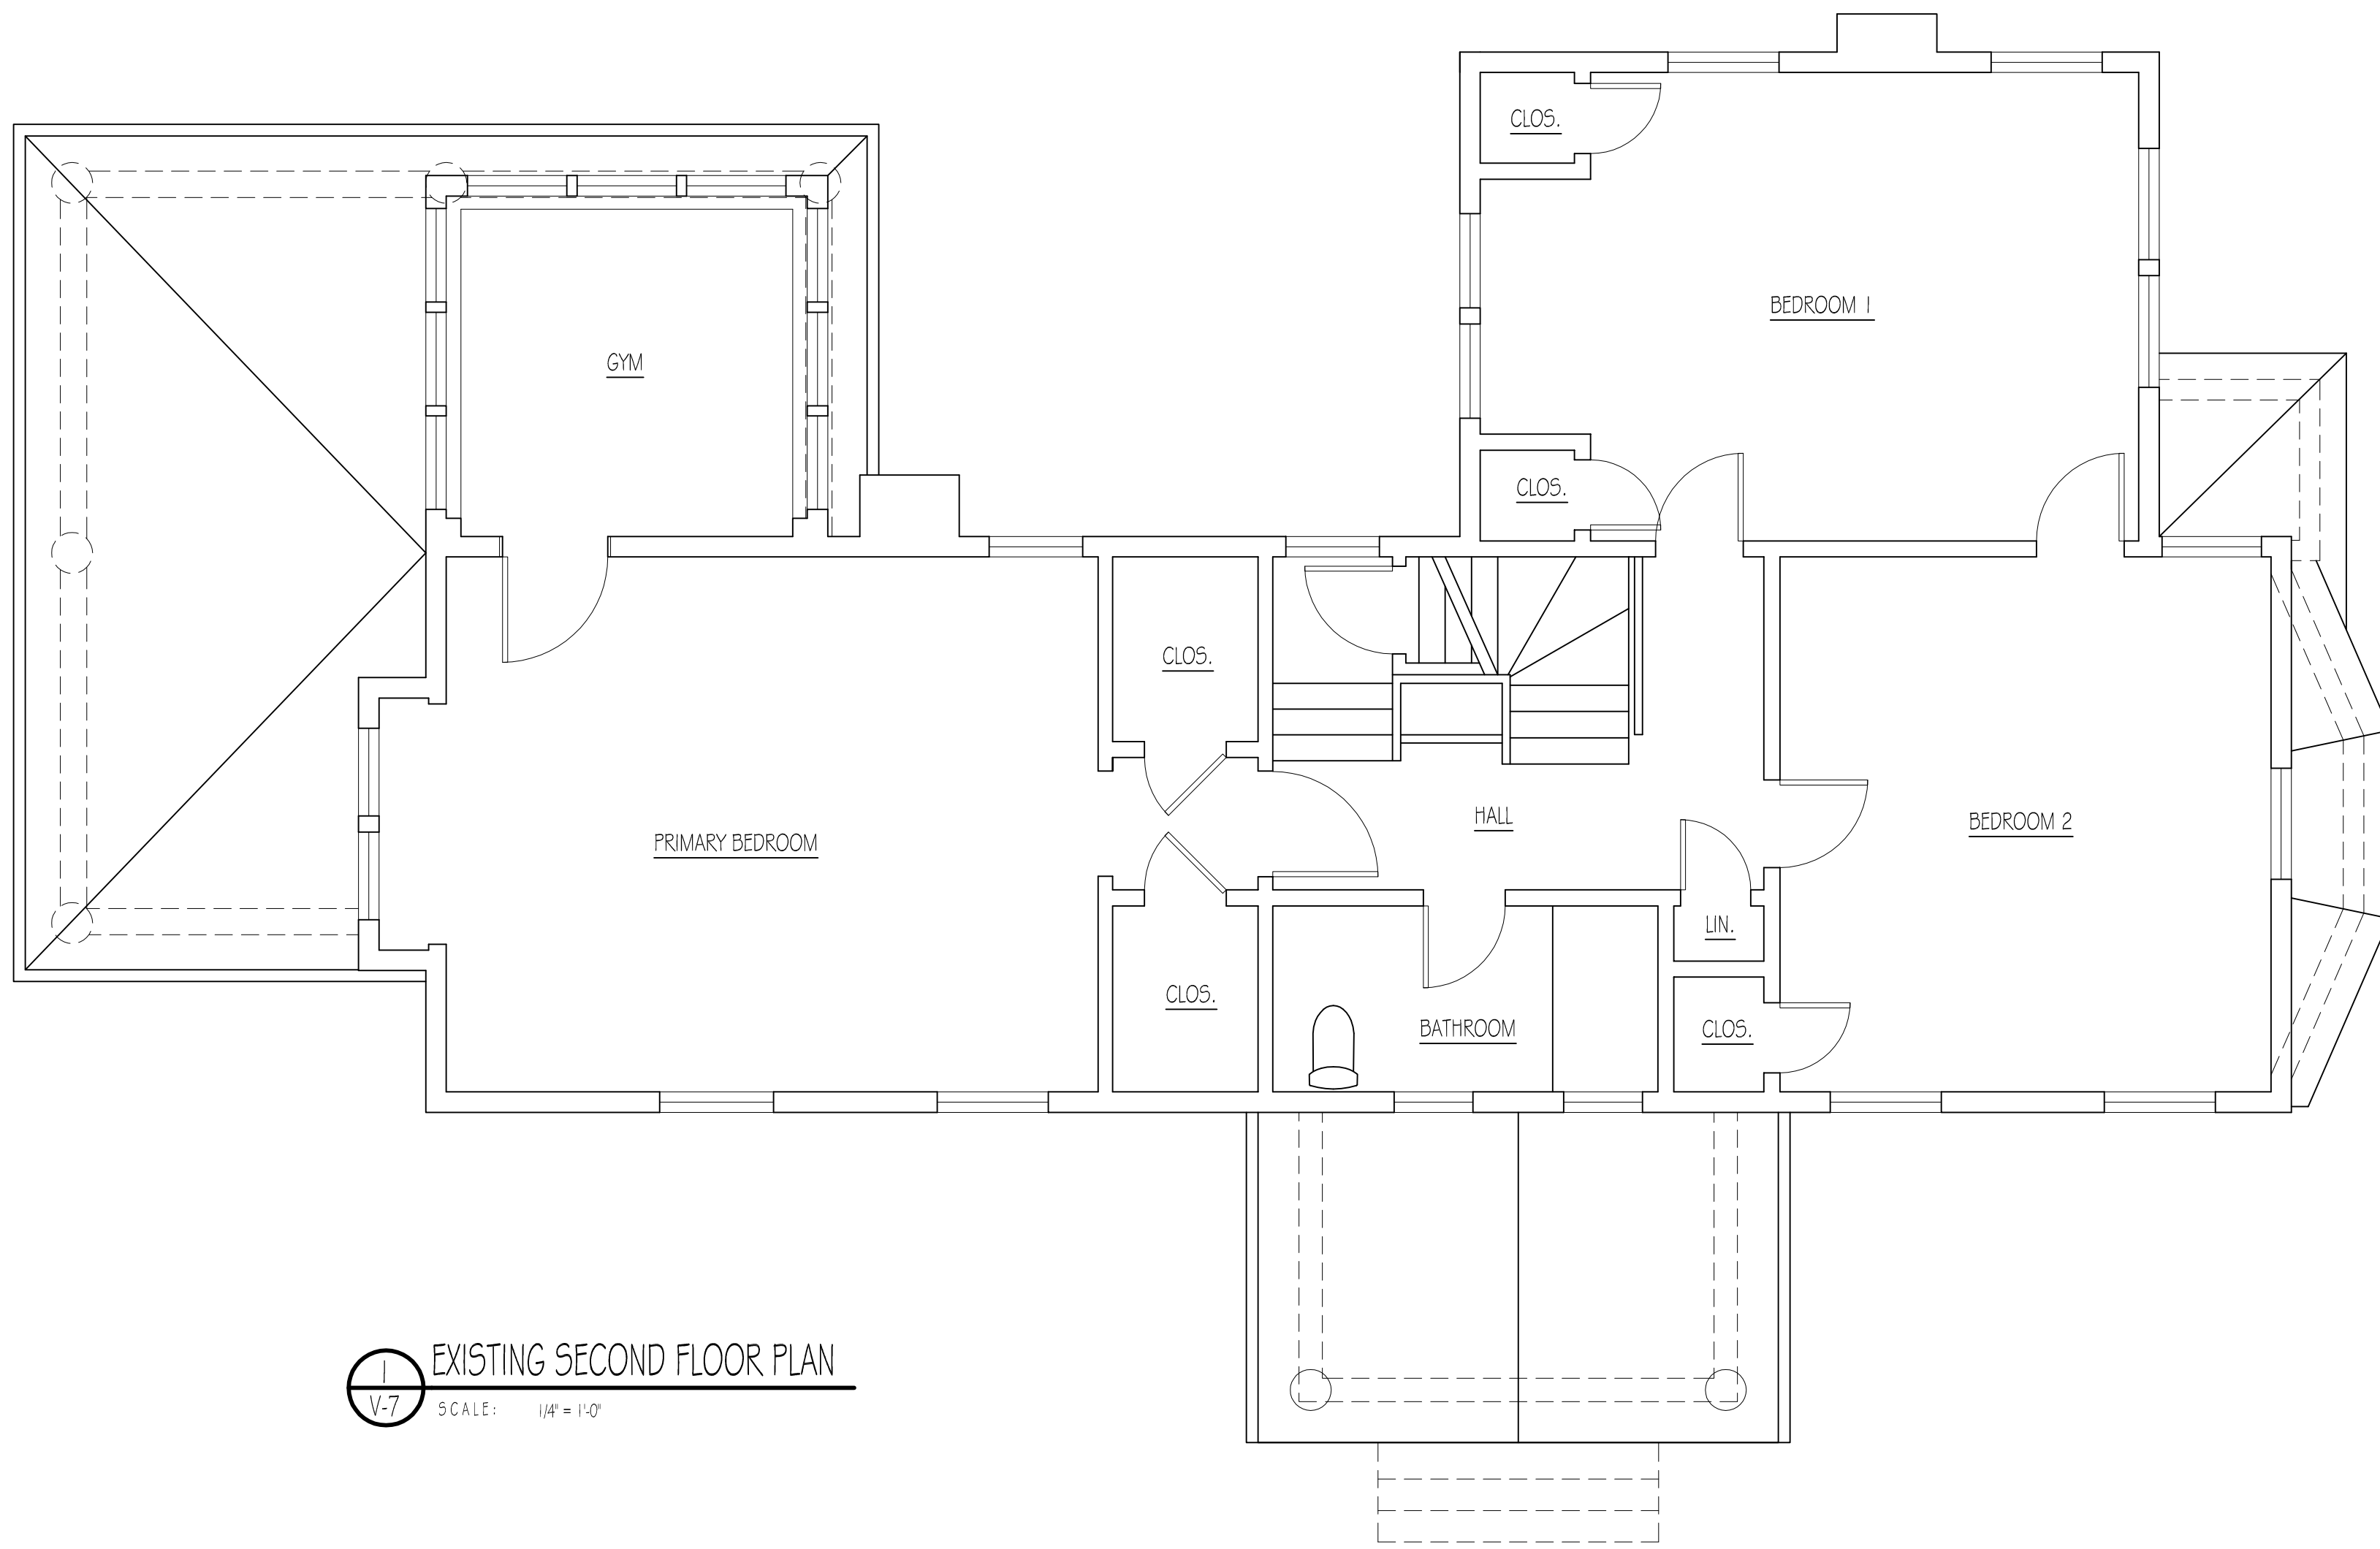 CLOS.
BEDROOM 1
GYM
CLOS.
CLOS.
HALL
PRIMARY BEDROOM
BEDROOM 2
LIN.
CLOS.
BATHROOM
CLOS.
1
V-7
EXISTING SECOND FLOOR PLAN
SCALE: 1/4" = 1'-0"